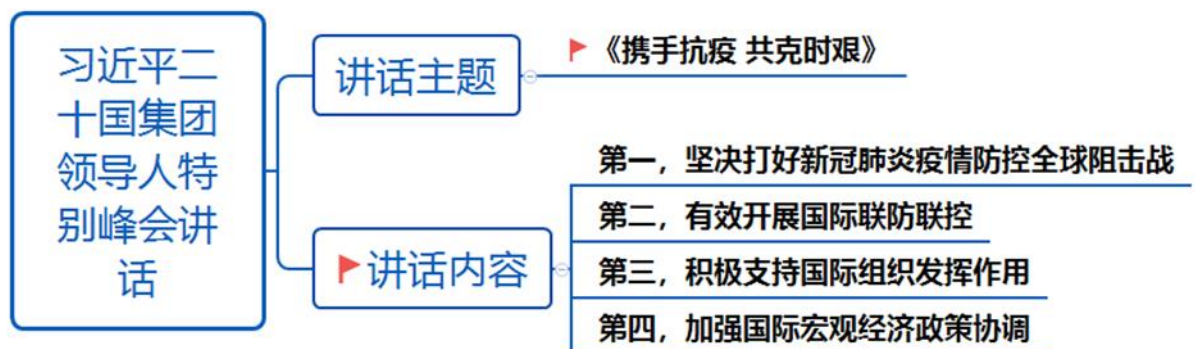 习近平二
十国集团
领导人特
别峰会讲
话
讲话主题
《携手抗疫 共克时艰》
讲话内容
第一，坚决打好新冠肺炎疫情防控全球阻击战
第二，有效开展国际联防联控
第三，积极支持国际组织发挥作用
第四，加强国际宏观经济政策协调